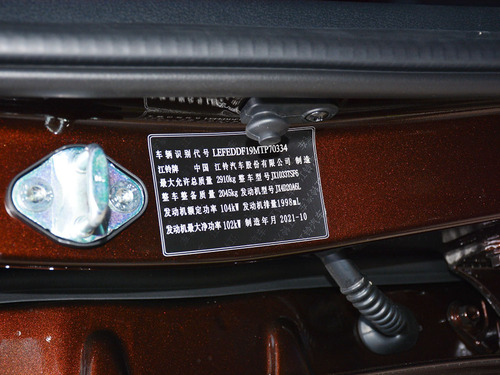 车辆识别代号 LEFEDDF19MTP70334
江铃牌 中国 江铃汽车股份有限公司 制造
最大允许总质量 2910kg 整车型号 JX1033TSF6
整车整备质量 2045kg 发动机型号 JX4D20A6L
发动机额定功率 104kW 发动机排量 1998mL
发动机最大净功率 102kW 制造年月 2021-10